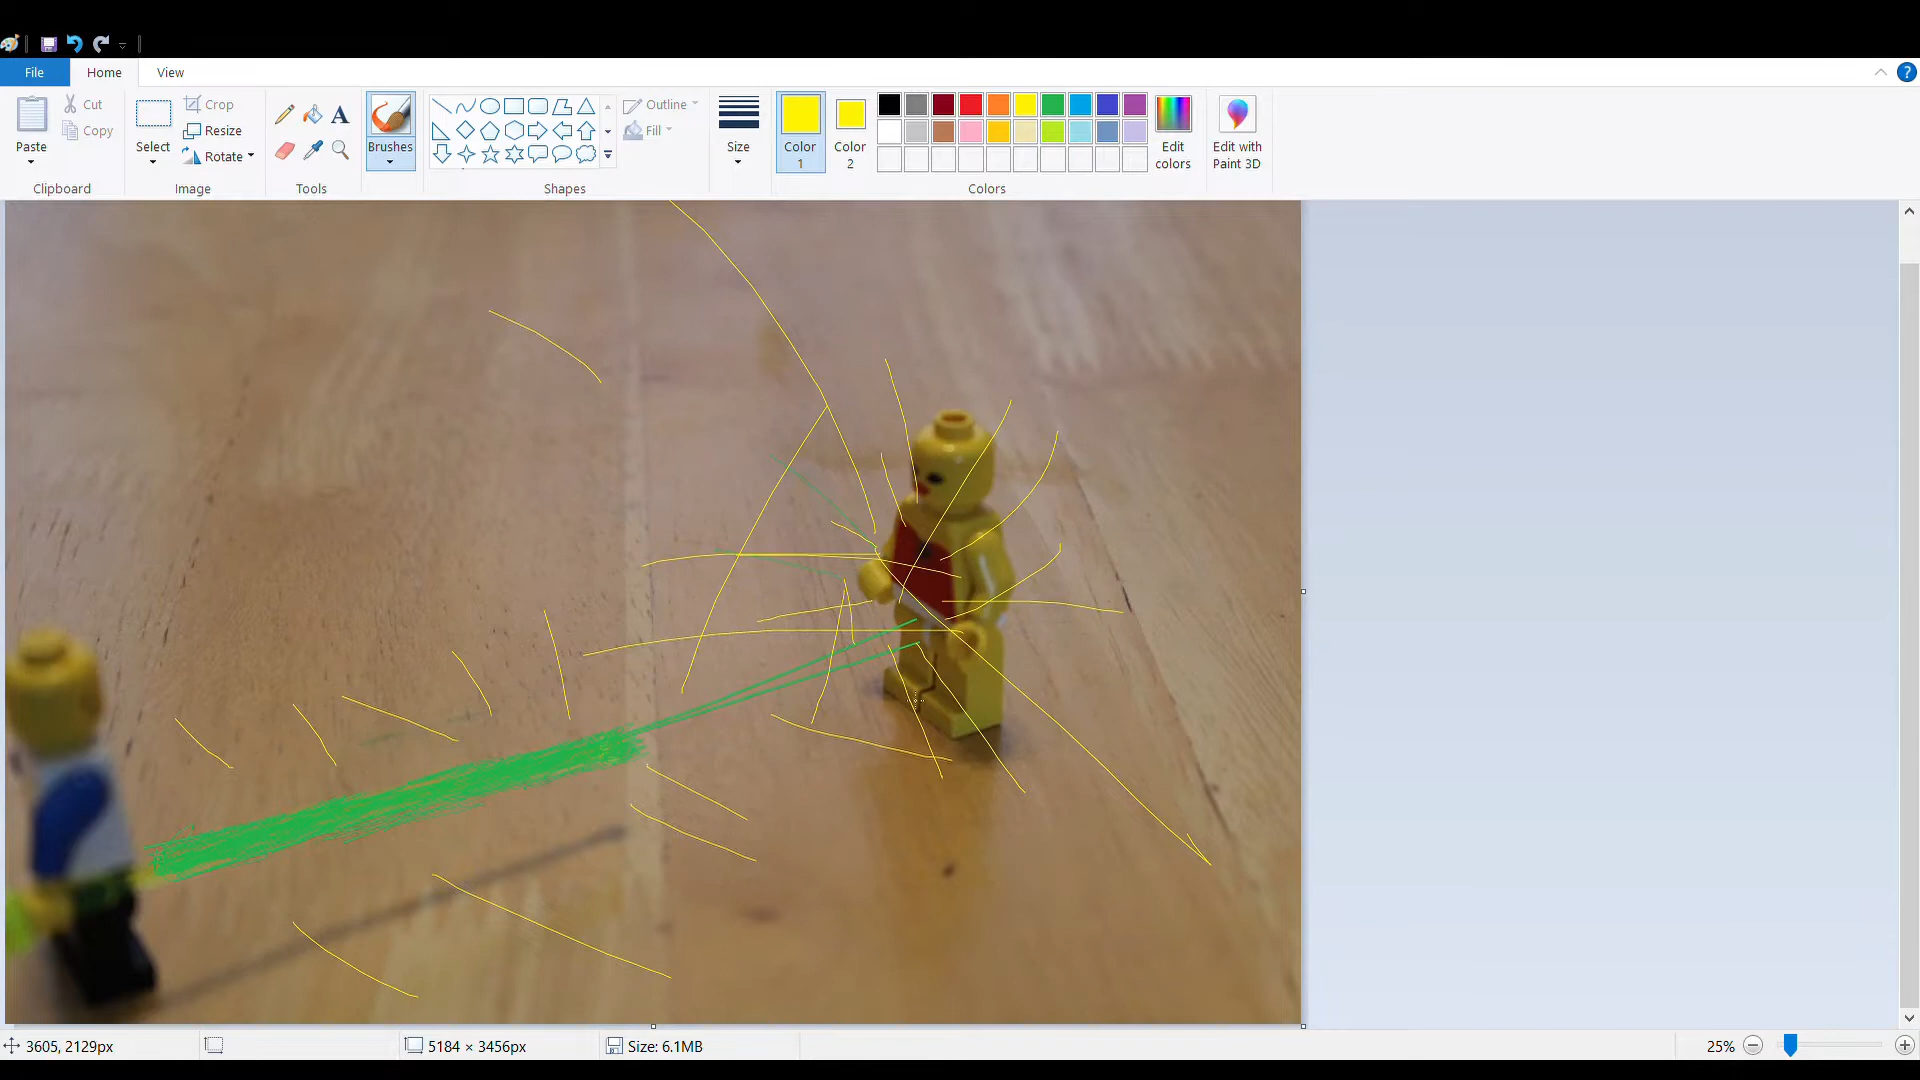 File Home View
Paste
Cut
Copy
Clipboard
Select
Crop
Resize
Rotate
Image
A
Tools
Brushes
Shapes
Outline
Fill
Size
Color 1
Color 2
Colors
Edit colors
Edit with Paint 3D
?
3605, 2129px
5184 × 3456px
Size: 6.1MB
25%